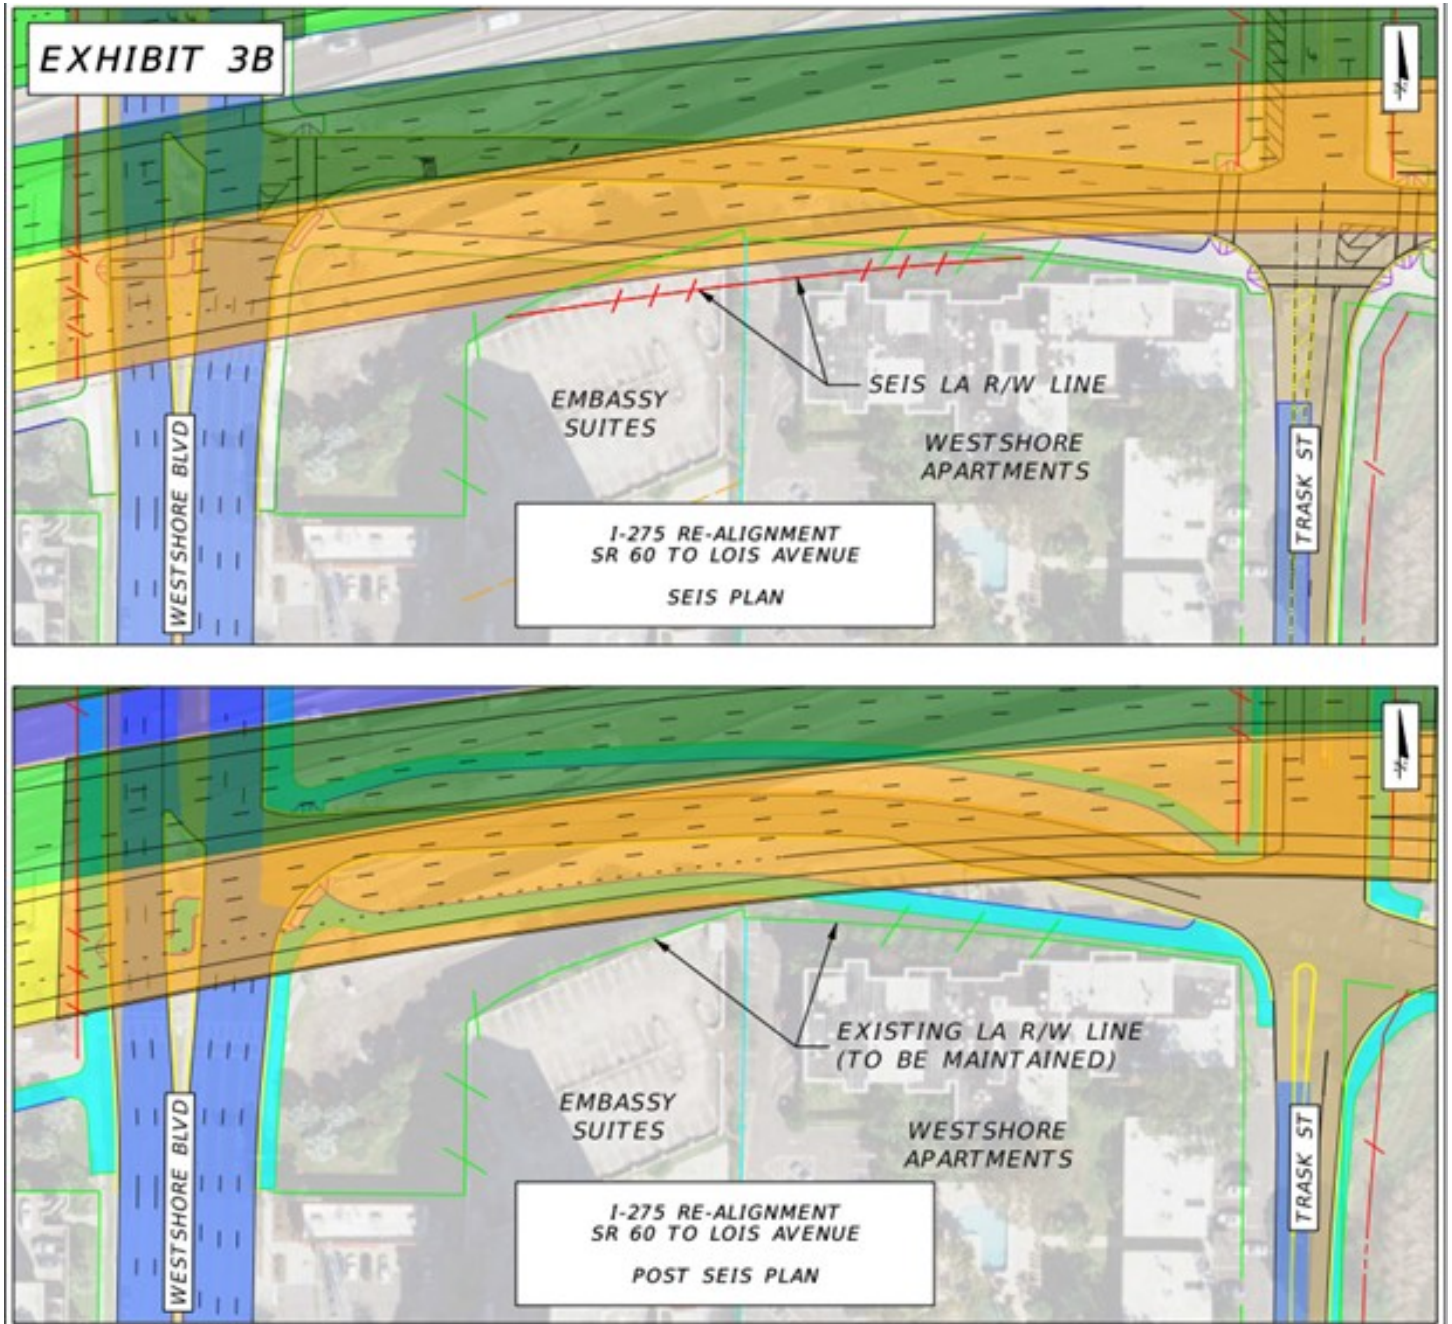 EXHIBIT 3B
SEIS LA R/W LINE
EMBASSY
SUITES
WESTSHORE
APARTMENTS
WESTSHORE BLVD
TRASK ST
I-275 RE-ALIGNMENT
SR 60 TO LOIS AVENUE
SEIS PLAN
EXISTING LA R/W LINE
(TO BE MAINTAINED)
EMBASSY
SUITES
WESTSHORE
APARTMENTS
WESTSHORE BLVD
TRASK ST
I-275 RE-ALIGNMENT
SR 60 TO LOIS AVENUE
POST SEIS PLAN